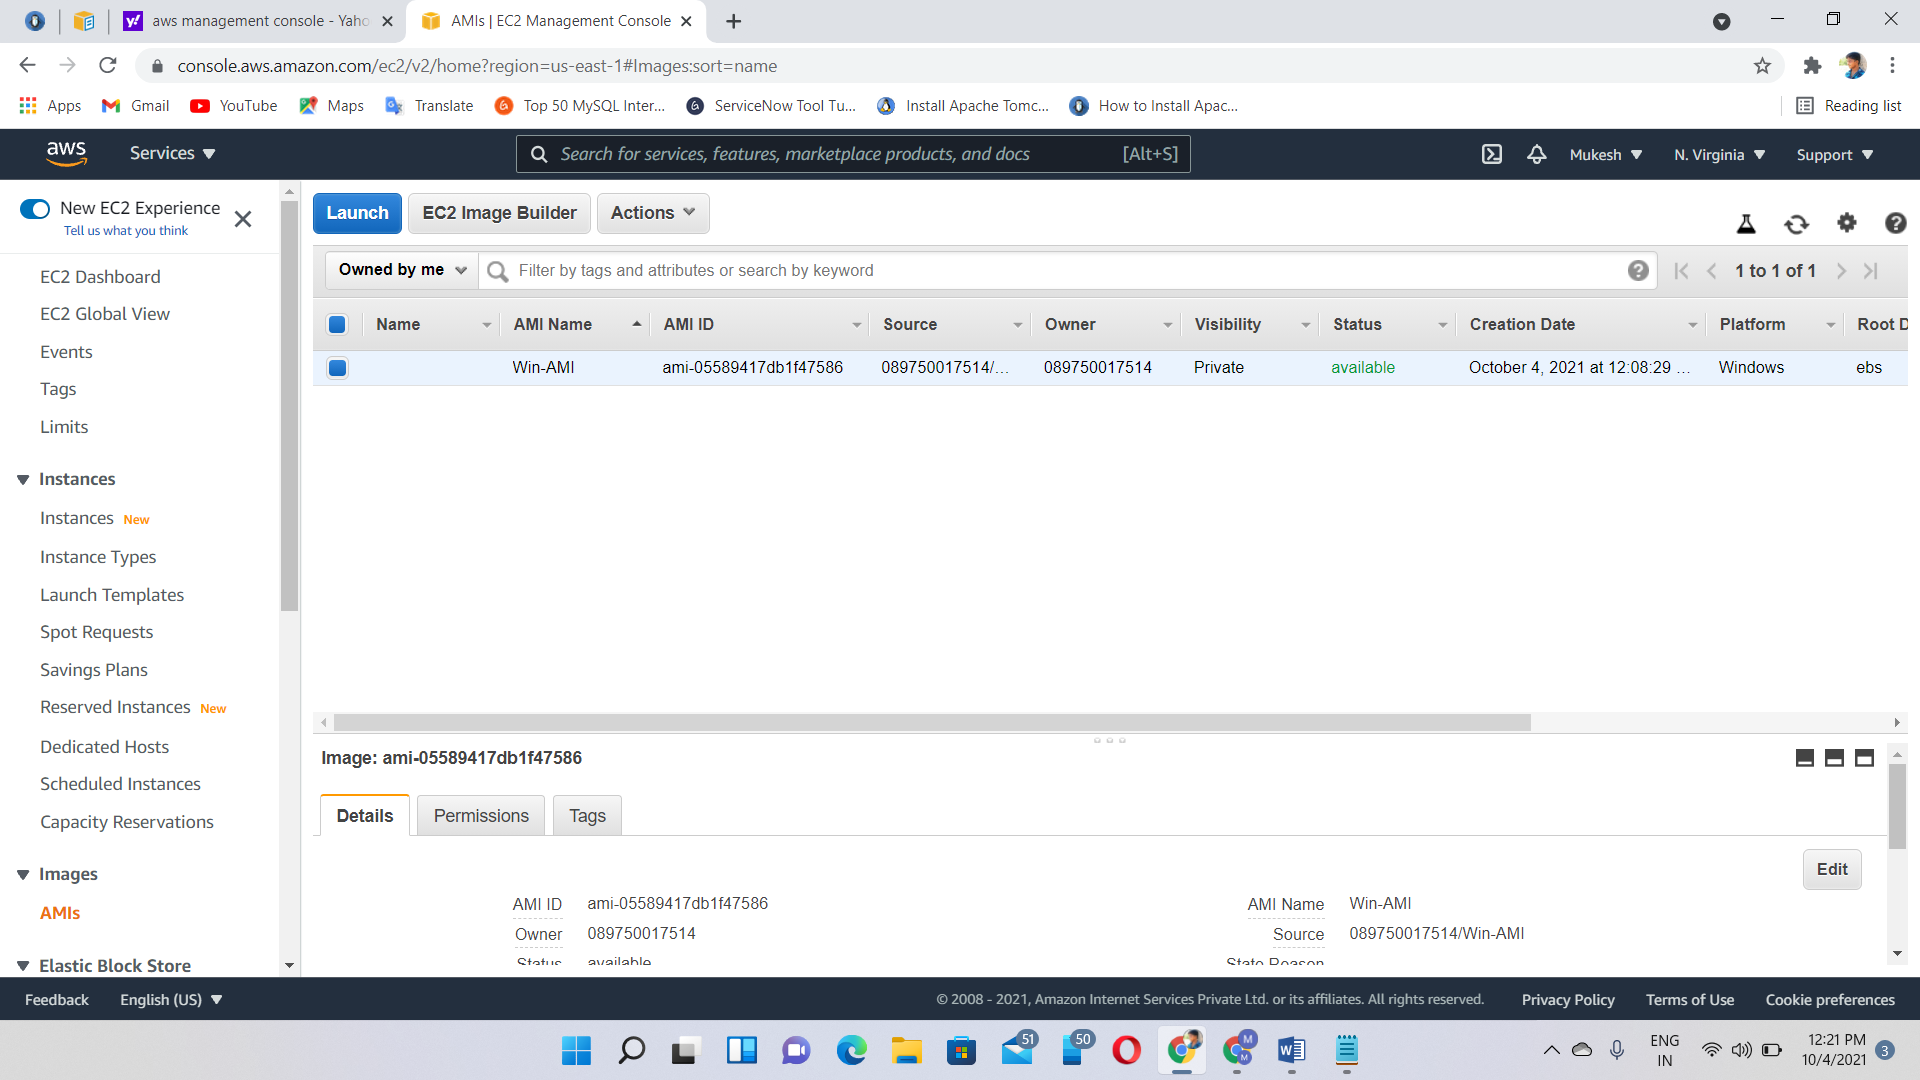 aws management console - Yaho
AMIs | EC2 Management Console
console.aws.amazon.com/ec2/v2/home?region=us-east-1#Images:sort=name
Apps Gmail YouTube Maps Translate Top 50 MySQL Inter... ServiceNow Tool Tu... Install Apache Tomc... How to Install Apac... Reading list
aws Services Search for services, features, marketplace products, and docs [Alt+S] Mukesh N. Virginia Support
New EC2 Experience
Tell us what you think
EC2 Dashboard
EC2 Global View
Events
Tags
Limits
Instances
Instances New
Instance Types
Launch Templates
Spot Requests
Savings Plans
Reserved Instances New
Dedicated Hosts
Scheduled Instances
Capacity Reservations
Images
AMIs
Elastic Block Store
Launch EC2 Image Builder Actions
Owned by me Filter by tags and attributes or search by keyword 1 to 1 of 1
Name AMI Name AMI ID Source Owner Visibility Status Creation Date Platform Root D
Win-AMI ami-05589417db1f47586 089750017514/... 089750017514 Private available October 4, 2021 at 12:08:29 ... Windows ebs
Image: ami-05589417db1f47586
Details Permissions Tags
Edit
AMI ID ami-05589417db1f47586 AMI Name Win-AMI
Owner 089750017514 Source 089750017514/Win-AMI
Status available State Reason
Feedback English (US) © 2008 - 2021, Amazon Internet Services Private Ltd. or its affiliates. All rights reserved. Privacy Policy Terms of Use Cookie preferences
51 50 M M
ENG
IN
12:21 PM
10/4/2021
3